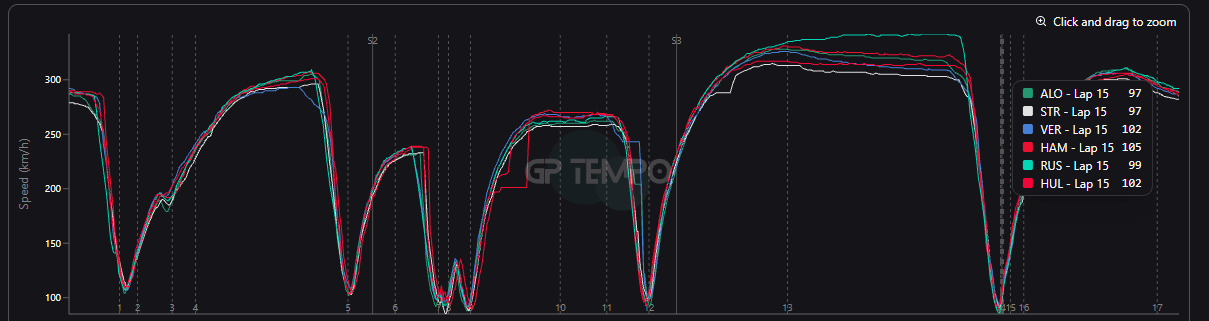 Click and drag to zoom
S2
S3
300
250
200
150
100
Speed (km/h)
GP TEMPO
ALO - Lap 15 97
STR - Lap 15 97
VER - Lap 15 102
HAM - Lap 15 105
RUS - Lap 15 99
HUL - Lap 15 102
1 2 3 4 5 6 8 10 11 12 13 15 16 17